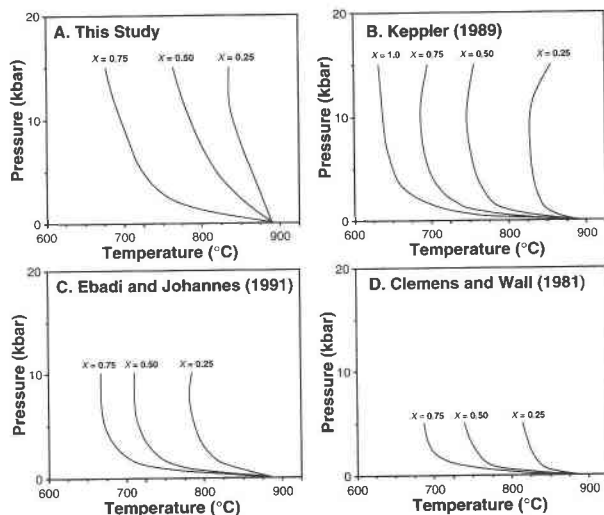 A. This Study
X = 0.75 X = 0.50 X = 0.25
Pressure (kbar)
20
10
0
600 700 800 900
Temperature (°C)
B. Keppler (1989)
X = 1.0 X = 0.75 X = 0.50 X = 0.25
Pressure (kbar)
20
10
0
600 700 800 900
Temperature (°C)
C. Ebadi and Johannes (1991)
X = 0.75 X = 0.50 X = 0.25
Pressure (kbar)
20
10
0
600 700 800 900
Temperature (°C)
D. Clemens and Wall (1981)
X = 0.75 X = 0.50 X = 0.25
Pressure (kbar)
20
10
0
600 700 800 900
Temperature (°C)